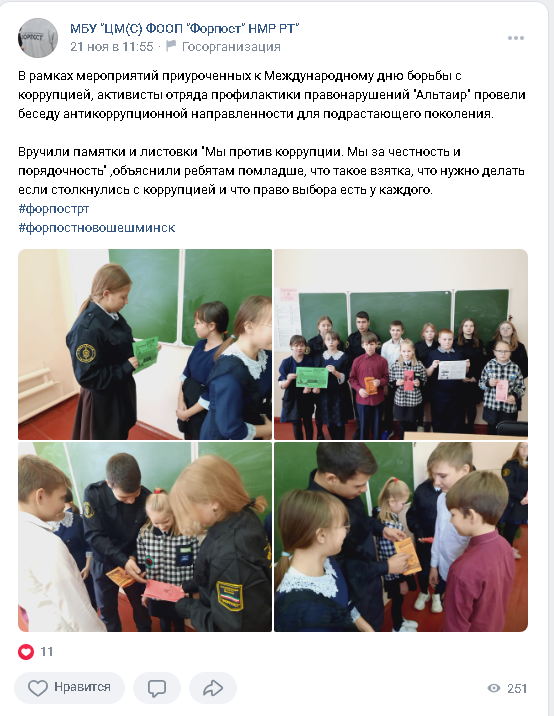 МБУ "ЦМ(С) ФООП "Форпост" НМР РТ"
21 ноя в 11:55 · Госорганизация
В рамках мероприятий приуроченных к Международному дню борьбы с
коррупцией, активисты отряда профилактики правонарушений "Альтаир" провели
беседу антикоррупционной направленности для подрастающего поколения.
Вручили памятки и листовки "Мы против коррупции. Мы за честность и
порядочность" ,объяснили ребятам помладше, что такое взятка, что нужно делать
если столкнулись с коррупцией и что право выбора есть у каждого.
#форпострт
#форпостновошешминск
ФОРПОСТ
11
Нравится
251